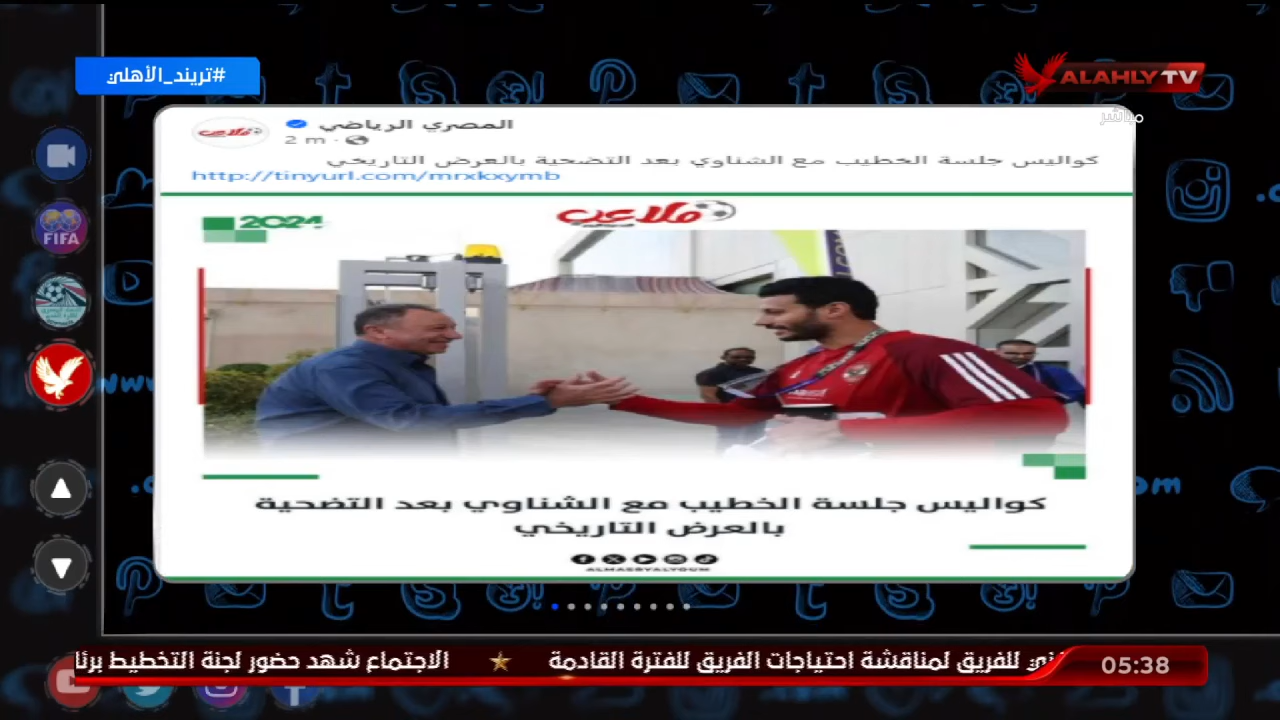 #تريند_الأهلي
ALAHLY TV
مباشر
ملاعب
المصري الرياضي
2 m
كواليس جلسة الخطيب مع الشناوي بعد التضحية بالعرض التاريخي
http://tinyurl.com/mrxkxymb
2024
ملاعب
FIFA
كواليس جلسة الخطيب مع الشناوي بعد التضحية
بالعرض التاريخي
ALMASRYALYOUM
للفريق لمناقشة احتياجات الفريق للفترة القادمة ★ الاجتماع شهد حضور لجنة التخطيط
05:38